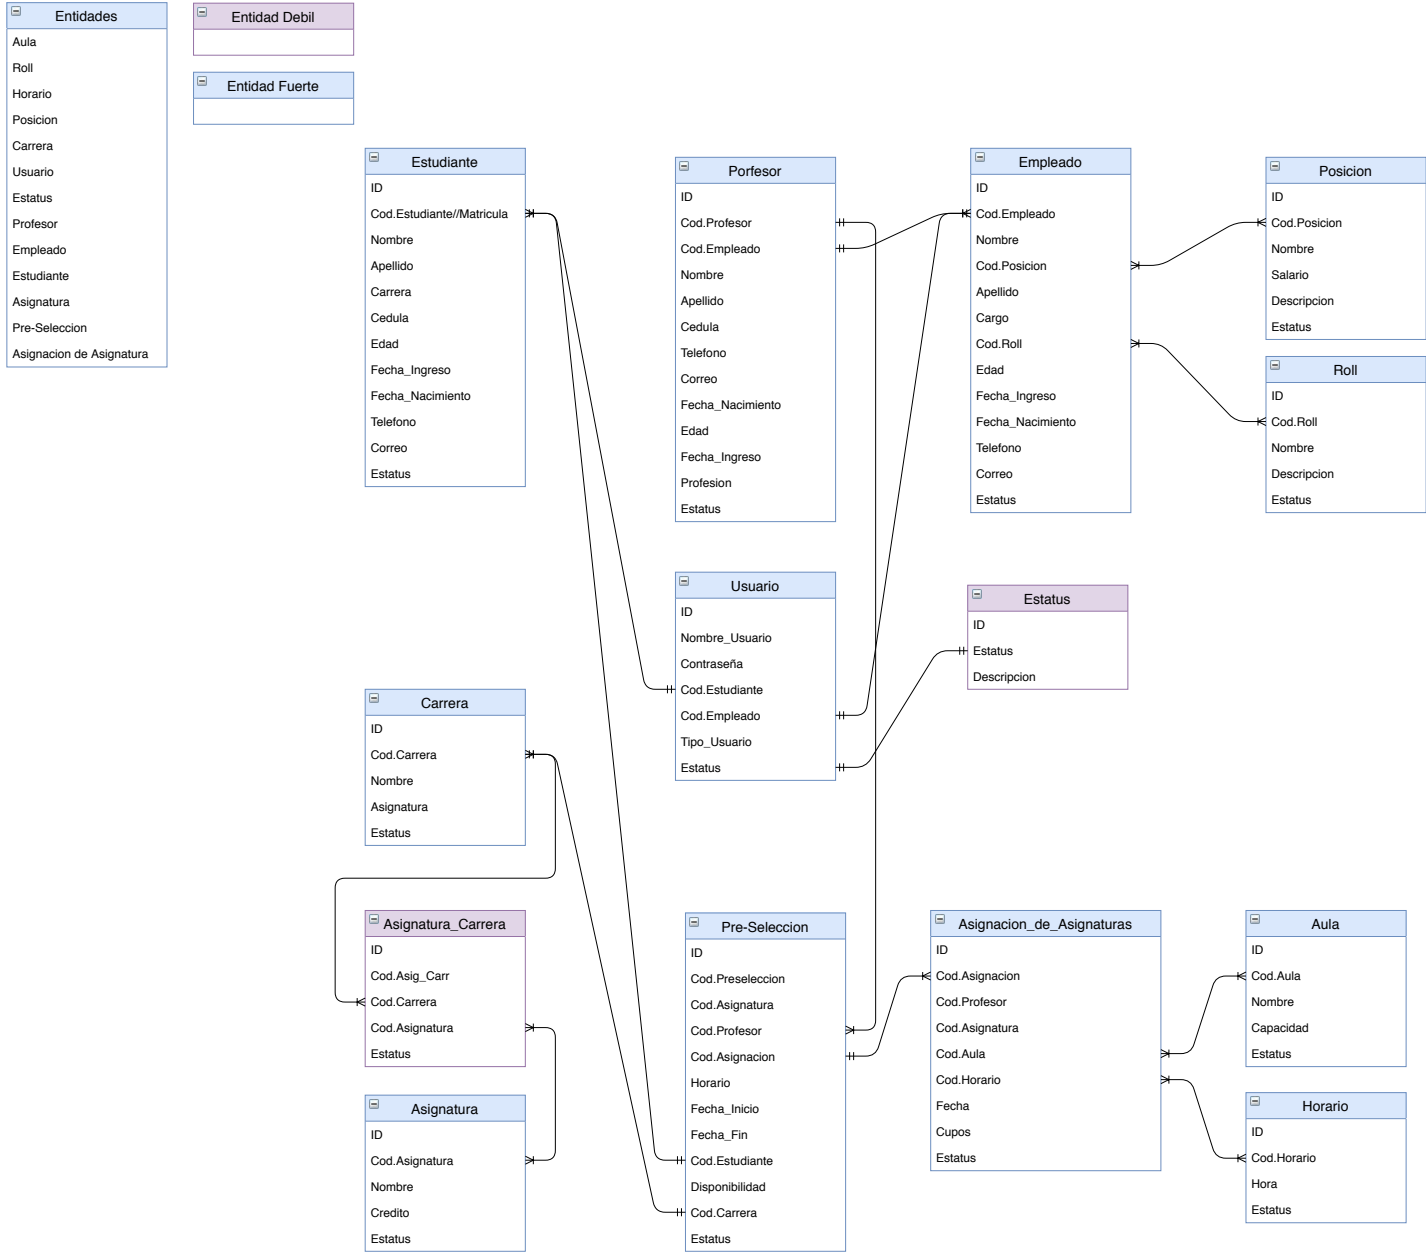 Entidades
Aula
Roll
Horario
Posicion
Carrera
Usuario
Estatus
Profesor
Empleado
Estudiante
Asignatura
Pre-Seleccion
Asignacion de Asignatura
Entidad Debil
Entidad Fuerte
Estudiante
ID
Cod.Estudiante//Matricula
Nombre
Apellido
Carrera
Cedula
Edad
Fecha_Ingreso
Fecha_Nacimiento
Telefono
Correo
Estatus
Porfesor
ID
Cod.Profesor
Cod.Empleado
Nombre
Apellido
Cedula
Telefono
Correo
Fecha_Nacimiento
Edad
Fecha_Ingreso
Profesion
Estatus
Empleado
ID
Cod.Empleado
Nombre
Cod.Posicion
Apellido
Cargo
Cod.Roll
Edad
Fecha_Ingreso
Fecha_Nacimiento
Telefono
Correo
Estatus
Posicion
ID
Cod.Posicion
Nombre
Salario
Descripcion
Estatus
Roll
ID
Cod.Roll
Nombre
Descripcion
Estatus
Usuario
ID
Nombre_Usuario
Contraseña
Cod.Estudiante
Cod.Empleado
Tipo_Usuario
Estatus
Estatus
ID
Estatus
Descripcion
Carrera
ID
Cod.Carrera
Nombre
Asignatura
Estatus
Asignatura_Carrera
ID
Cod.Asig_Carr
Cod.Carrera
Cod.Asignatura
Estatus
Asignatura
ID
Cod.Asignatura
Nombre
Credito
Estatus
Pre-Seleccion
ID
Cod.Preseleccion
Cod.Asignatura
Cod.Profesor
Cod.Asignacion
Horario
Fecha_Inicio
Fecha_Fin
Cod.Estudiante
Disponibilidad
Cod.Carrera
Estatus
Asignacion_de_Asignaturas
ID
Cod.Asignacion
Cod.Profesor
Cod.Asignatura
Cod.Aula
Cod.Horario
Fecha
Cupos
Estatus
Aula
ID
Cod.Aula
Nombre
Capacidad
Estatus
Horario
ID
Cod.Horario
Hora
Estatus